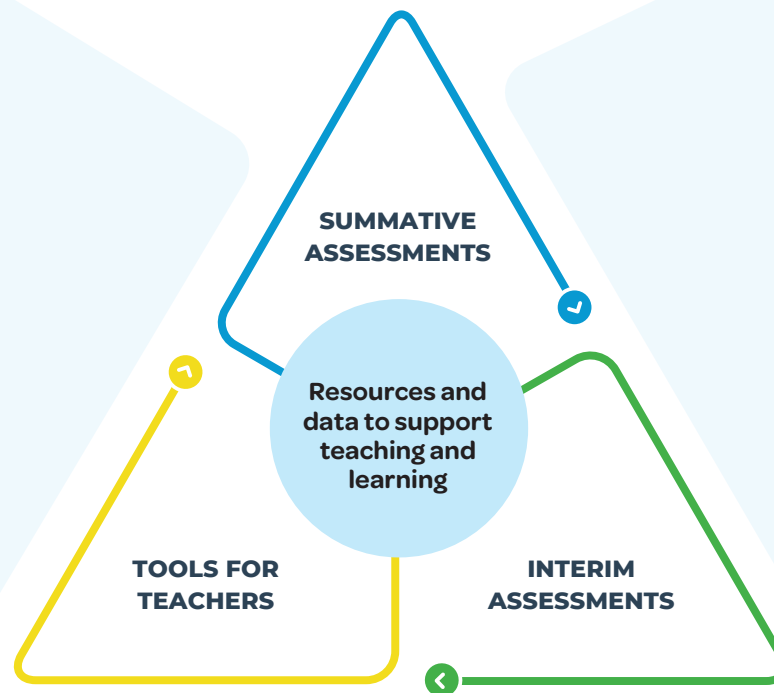 SUMMATIVE
ASSESSMENTS
Resources and
data to support
teaching and
learning
TOOLS FOR
TEACHERS
INTERIM
ASSESSMENTS